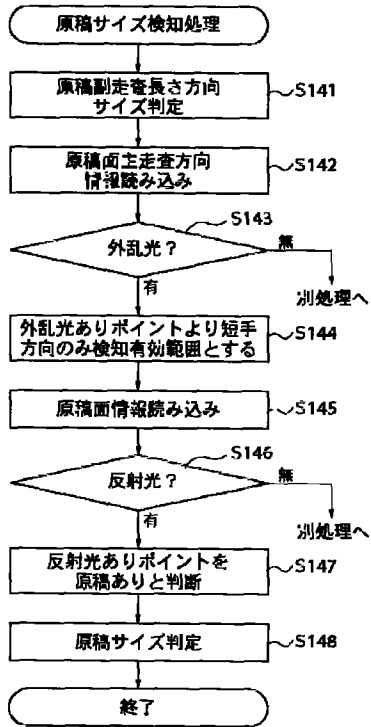 原稿サイズ検知処理
原稿副走査長さ方向
サイズ判定
S141
原稿面主走査方向
情報読み込み
S142
S143
外乱光？
無
有
別処理へ
外乱光ありポイントより短手
方向のみ検知有効範囲とする
S144
原稿面情報読み込み
S145
S146
反射光？
無
有
別処理へ
反射光ありポイントを
原稿ありと判断
S147
原稿サイズ判定
S148
終了